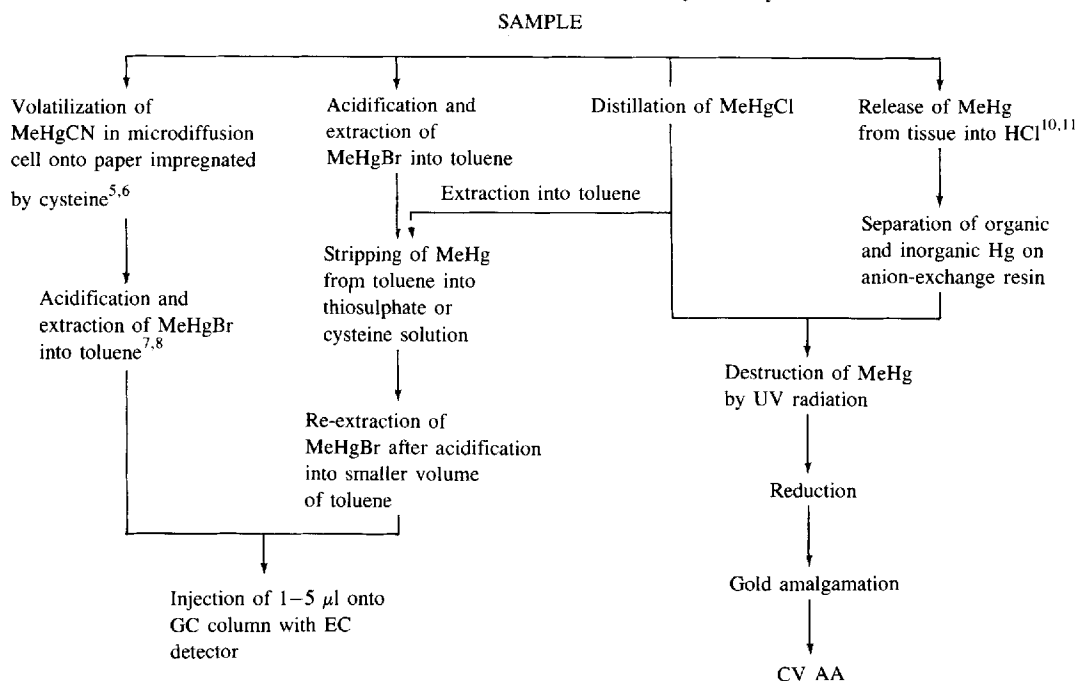 SAMPLE
Volatilization of
MeHgCN in microdiffusion
cell onto paper impregnated
by cysteine5,6
Acidification and
extraction of MeHgBr
into toluene7,8
Acidification and
extraction of
MeHgBr into toluene
Extraction into toluene
Stripping of MeHg
from toluene into
thiosulphate or
cysteine solution
Re-extraction of
MeHgBr after acidification
into smaller volume
of toluene
Injection of 1–5 μl onto
GC column with EC
detector
Distillation of MeHgCl
Release of MeHg
from tissue into HCl10,11
Separation of organic
and inorganic Hg on
anion-exchange resin
Destruction of MeHg
by UV radiation
Reduction
Gold amalgamation
CV AA